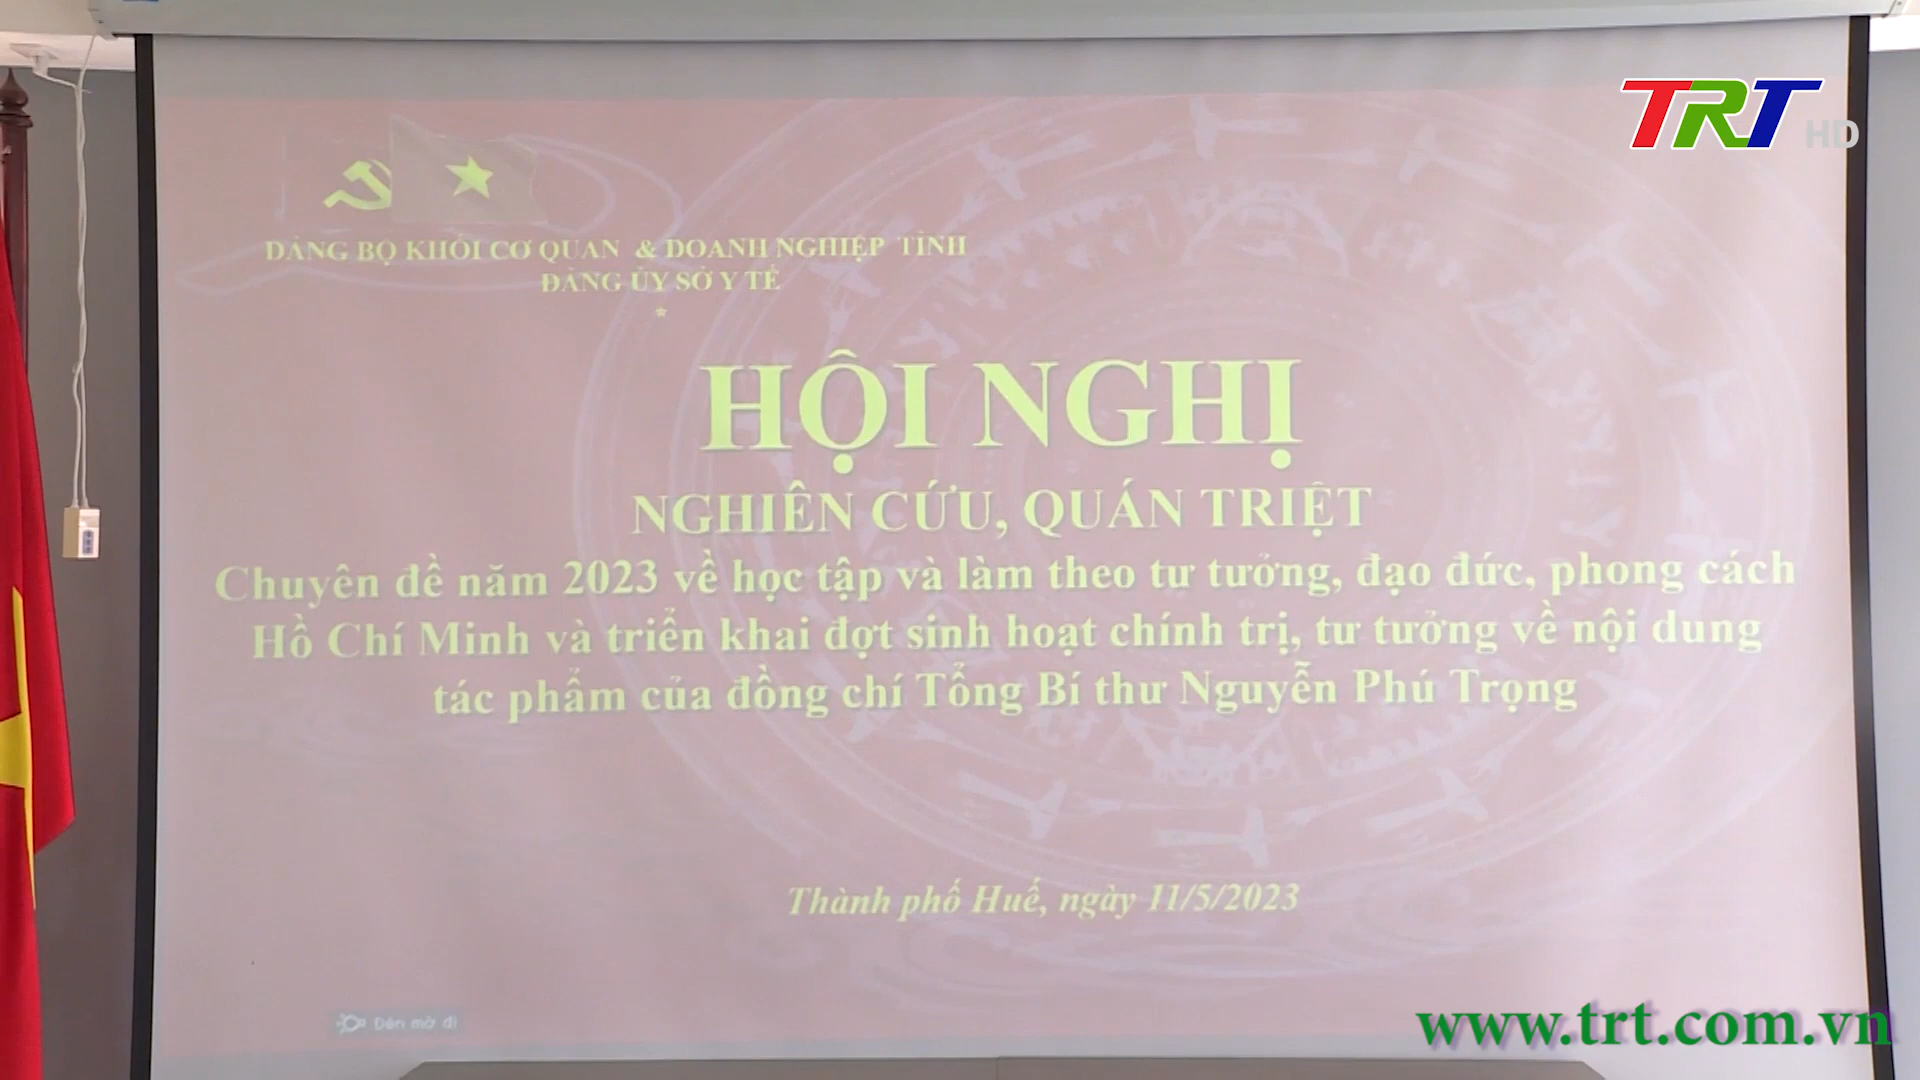 TRT HD
ĐẢNG BỘ KHỐI CƠ QUAN & DOANH NGHIỆP TỈNH
ĐẢNG ỦY SỞ Y TẾ
*
HỘI NGHỊ
NGHIÊN CỨU, QUÁN TRIỆT
Chuyên đề năm 2023 về học tập và làm theo tư tưởng, đạo đức, phong cách
Hồ Chí Minh và triển khai đợt sinh hoạt chính trị, tư tưởng về nội dung
tác phẩm của đồng chí Tổng Bí thư Nguyễn Phú Trọng
Thành phố Huế, ngày 11/5/2023
Đèn mờ đi
www.trt.com.vn